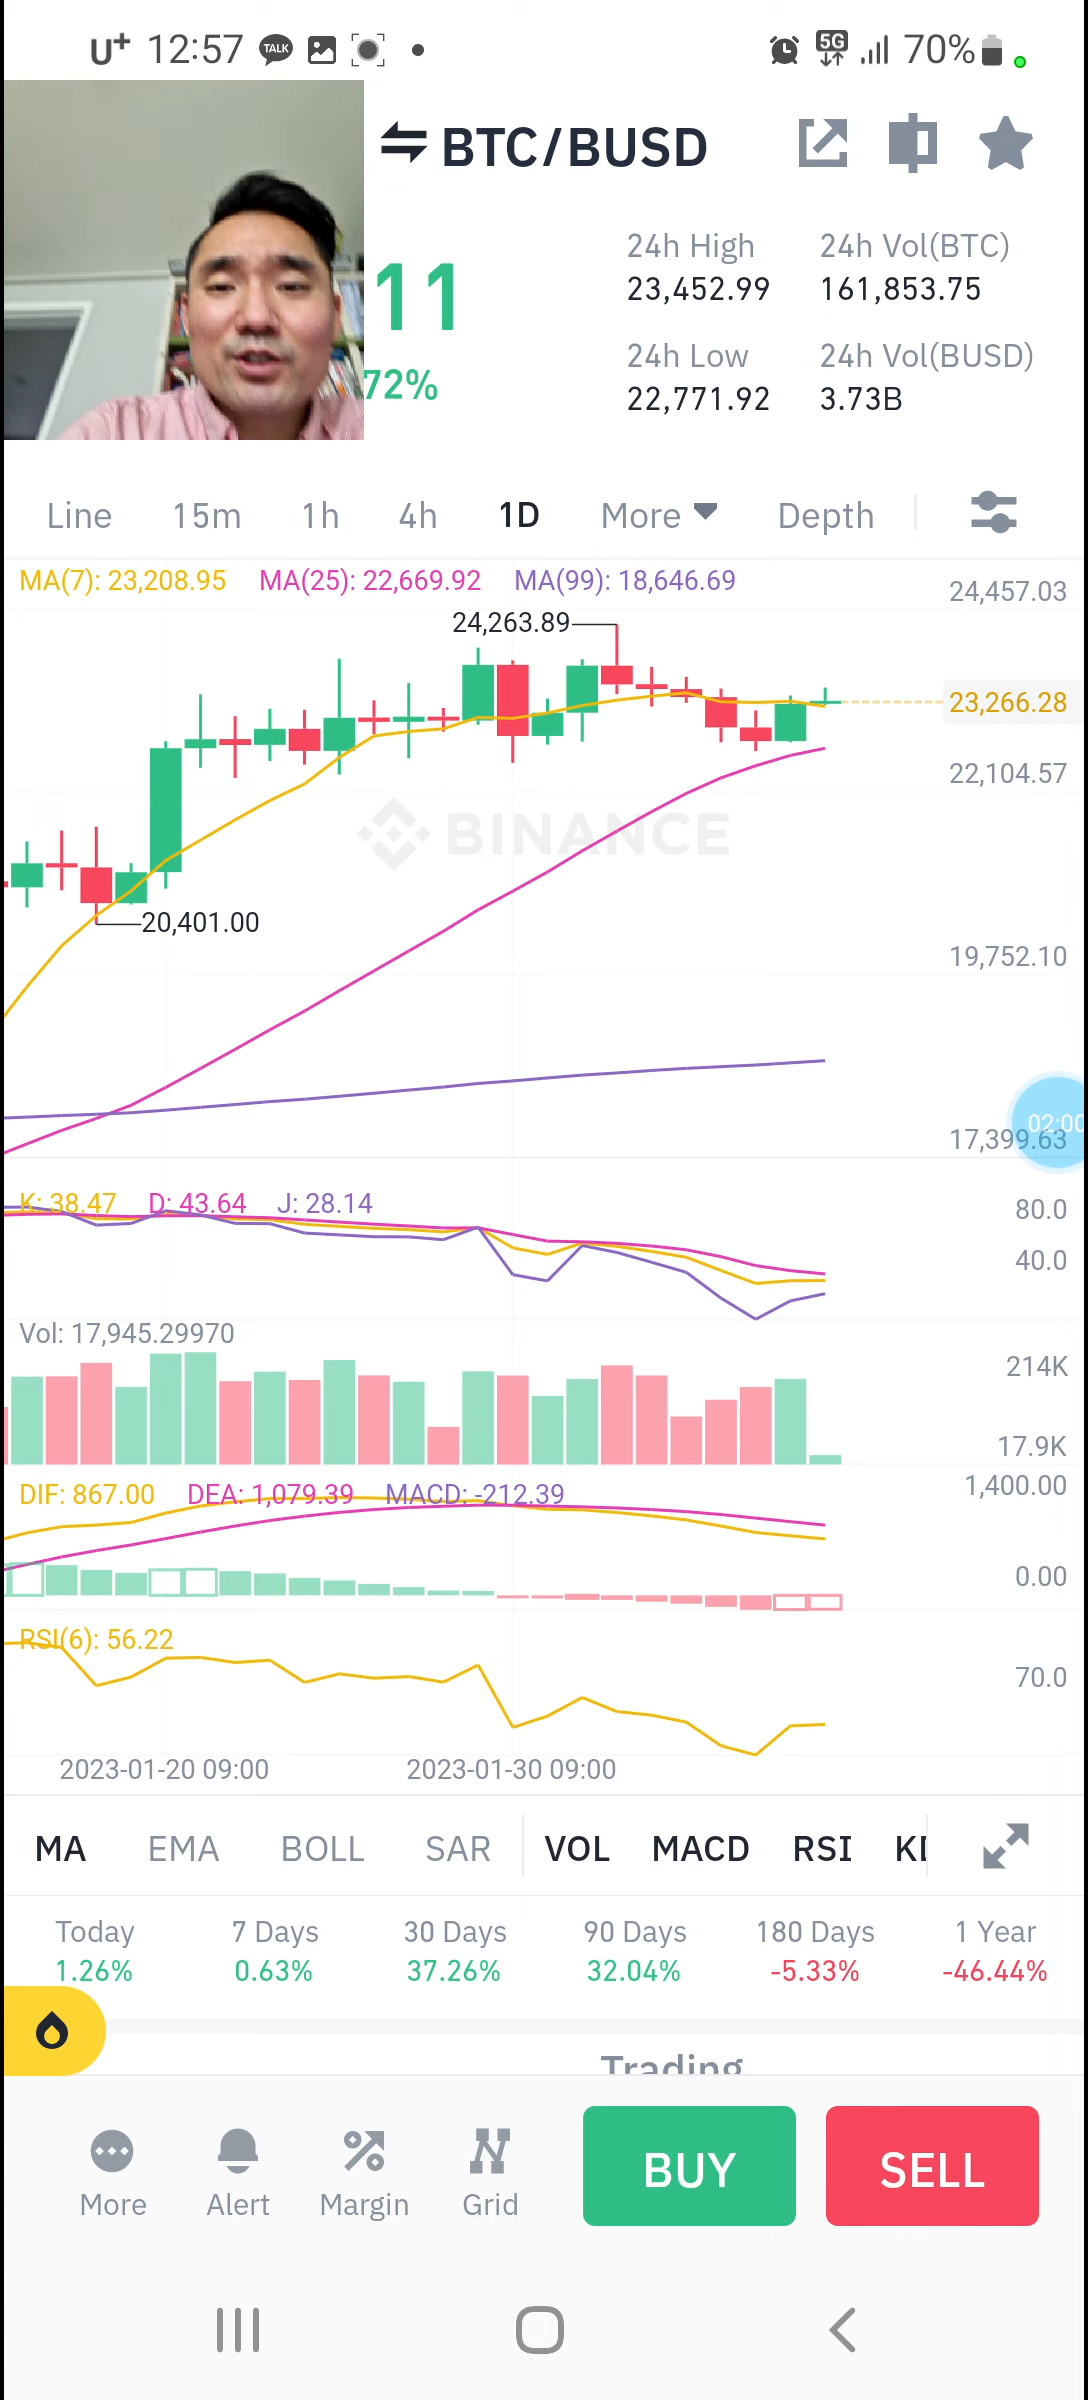 U+ 12:57 TALK 5G 70%
BTC/BUSD
11
72%
24h High
23,452.99
24h Vol(BTC)
161,853.75
24h Low
22,771.92
24h Vol(BUSD)
3.73B
Line 15m 1h 4h 1D More Depth
MA(7): 23,208.95 MA(25): 22,669.92 MA(99): 18,646.69
24,457.03
24,263.89
23,266.28
22,104.57
BINANCE
20,401.00
19,752.10
02:00
17,399.63
K: 38.47 D: 43.64 J: 28.14
80.0
40.0
Vol: 17,945.29970
214K
17.9K
DIF: 867.00 DEA: 1,079.39 MACD: -212.39
1,400.00
0.00
RSI(6): 56.22
70.0
2023-01-20 09:00 2023-01-30 09:00
MA EMA BOLL SAR VOL MACD RSI
Today 7 Days 30 Days 90 Days 180 Days 1 Year
1.26% 0.63% 37.26% 32.04% -5.33% -46.44%
Trading
More Alert Margin Grid
BUY SELL